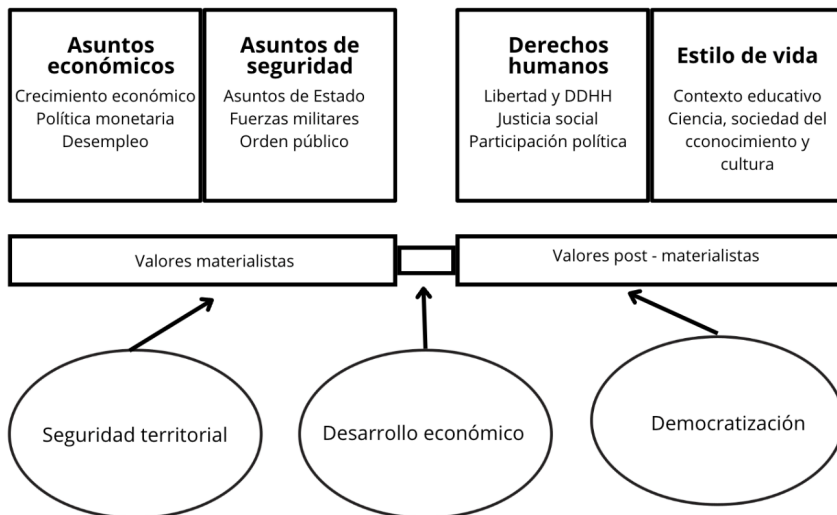 Asuntos
económicos
Crecimiento económico
Política monetaria
Desempleo
Asuntos de
seguridad
Asuntos de Estado
Fuerzas militares
Orden público
Derechos
humanos
Libertad y DDHH
Justicia social
Participación política
Estilo de vida
Contexto educativo
Ciencia, sociedad del
cconocimiento y
cultura
Valores materialistas
Valores post - materialistas
Seguridad territorial
Desarrollo económico
Democratización